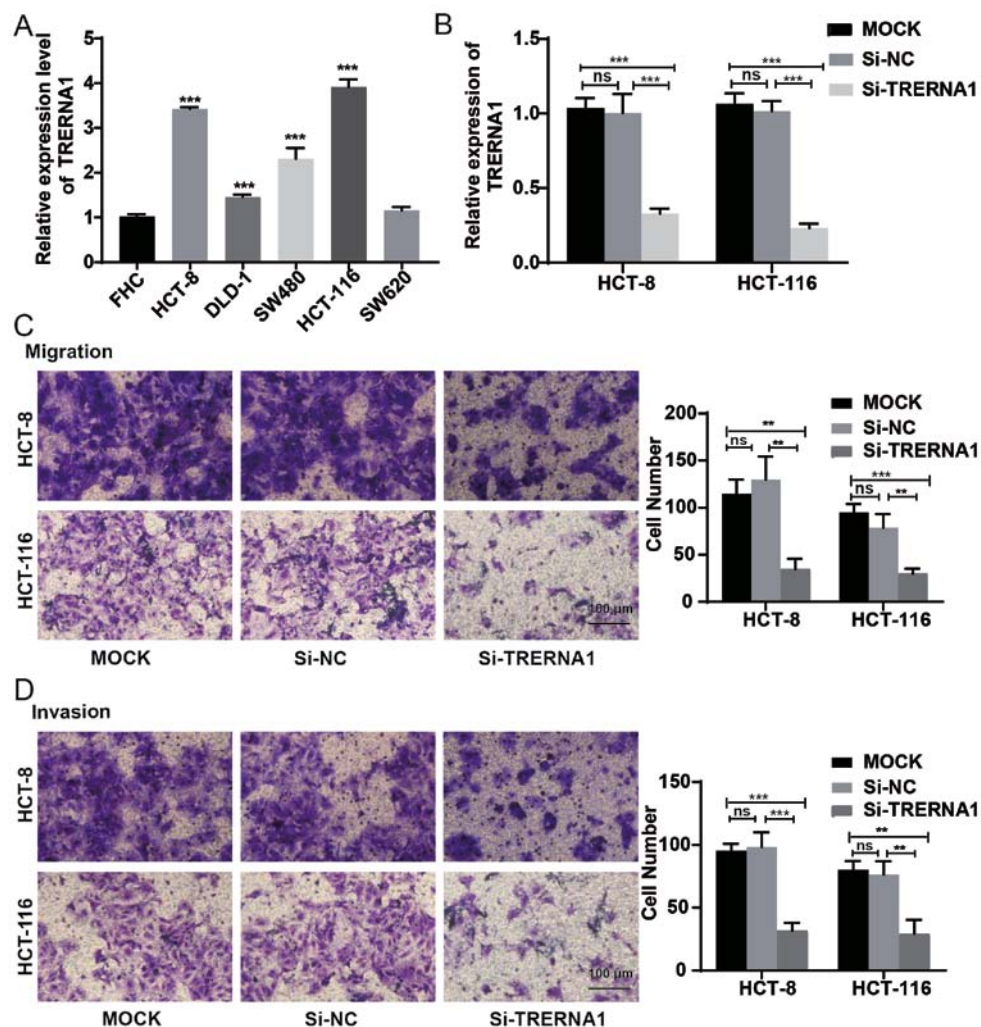 A
Relative expression level
of TRERNA1
5
4
3
2
1
0
***
***
***
***
FHC
HCT-8
DLD-1
SW480
HCT-116
SW620
B
Relative expression of
TRERNA1
1.5
1.0
0.5
0.0
***
ns
***
***
ns
***
HCT-8
HCT-116
MOCK
Si-NC
Si-TRERNA1
C
Migration
HCT-8
HCT-116
100 μm
MOCK
Si-NC
Si-TRERNA1
Cell Number
200
150
100
50
0
MOCK
Si-NC
Si-TRERNA1
**
ns
**
***
ns
**
HCT-8
HCT-116
D
Invasion
HCT-8
HCT-116
100 μm
MOCK
Si-NC
Si-TRERNA1
Cell Number
150
100
50
0
MOCK
Si-NC
Si-TRERNA1
***
ns
***
**
ns
**
HCT-8
HCT-116